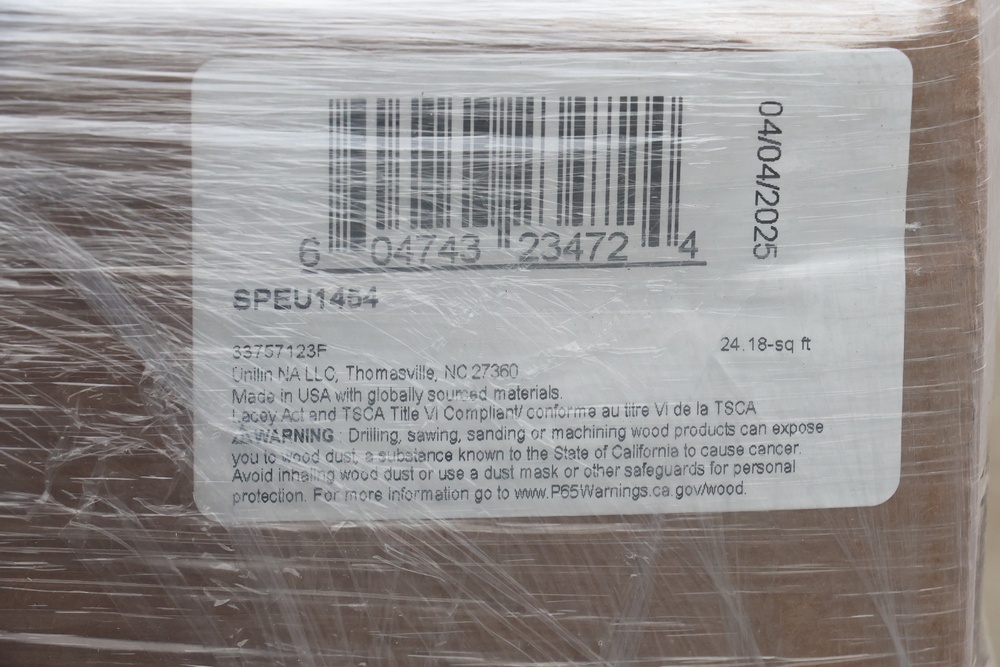 6 04743 23472 4
04/04/2025
SPEU1464
33757123F
24.18-sq ft
Unilin NA LLC, Thomasville, NC 27360
Made in USA with globally sourced materials.
Lacey Act and TSCA Title VI Compliant/ conforme au titre VI de la TSCA
⚠WARNING : Drilling, sawing, sanding or machining wood products can expose
you to wood dust, a substance known to the State of California to cause cancer.
Avoid inhaling wood dust or use a dust mask or other safeguards for personal
protection. For more information go to www.P65Warnings.ca.gov/wood.